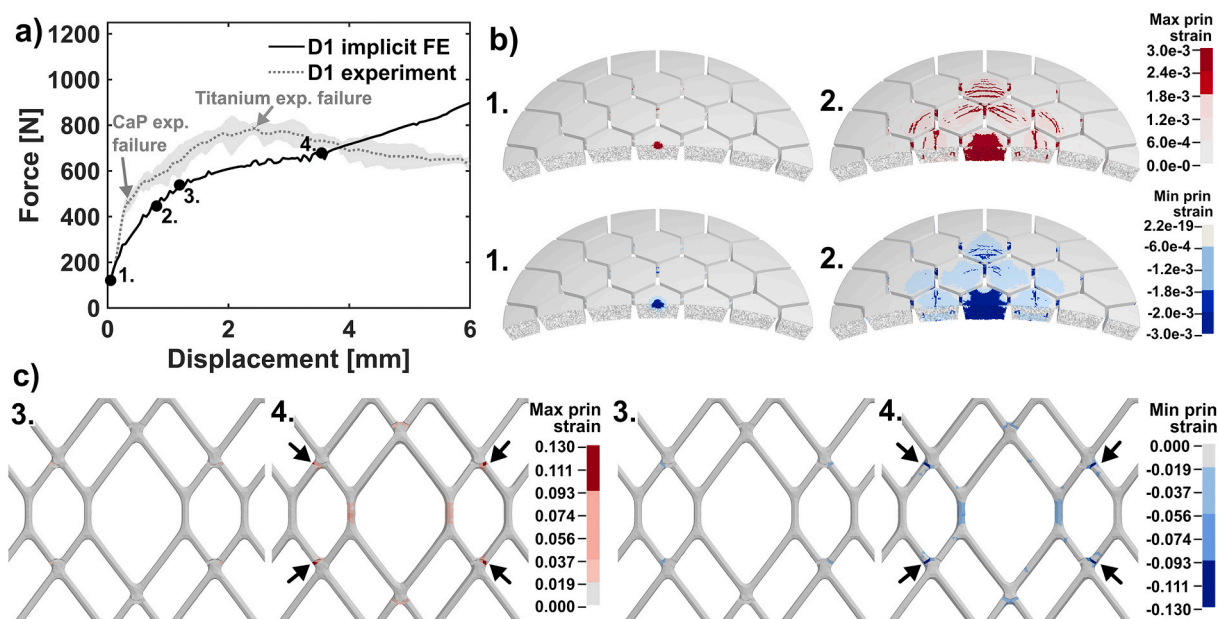 a)
1200
1000
800
600
400
200
0
Force [N]
0
2
4
6
Displacement [mm]
D1 implicit FE
D1 experiment
Titanium exp. failure
CaP exp.
failure
1.
2.
3.
4.
b)
1.
2.
Max prin
strain
3.0e-3
2.4e-3
1.8e-3
1.2e-3
6.0e-4
0.0e-0
1.
2.
Min prin
strain
2.2e-19
-6.0e-4
-1.2e-3
-1.8e-3
-2.0e-3
-3.0e-3
c)
3.
4.
Max prin
strain
0.130
0.111
0.093
0.074
0.056
0.037
0.019
0.000
3.
4.
Min prin
strain
0.000
-0.019
-0.037
-0.056
-0.074
-0.093
-0.111
-0.130